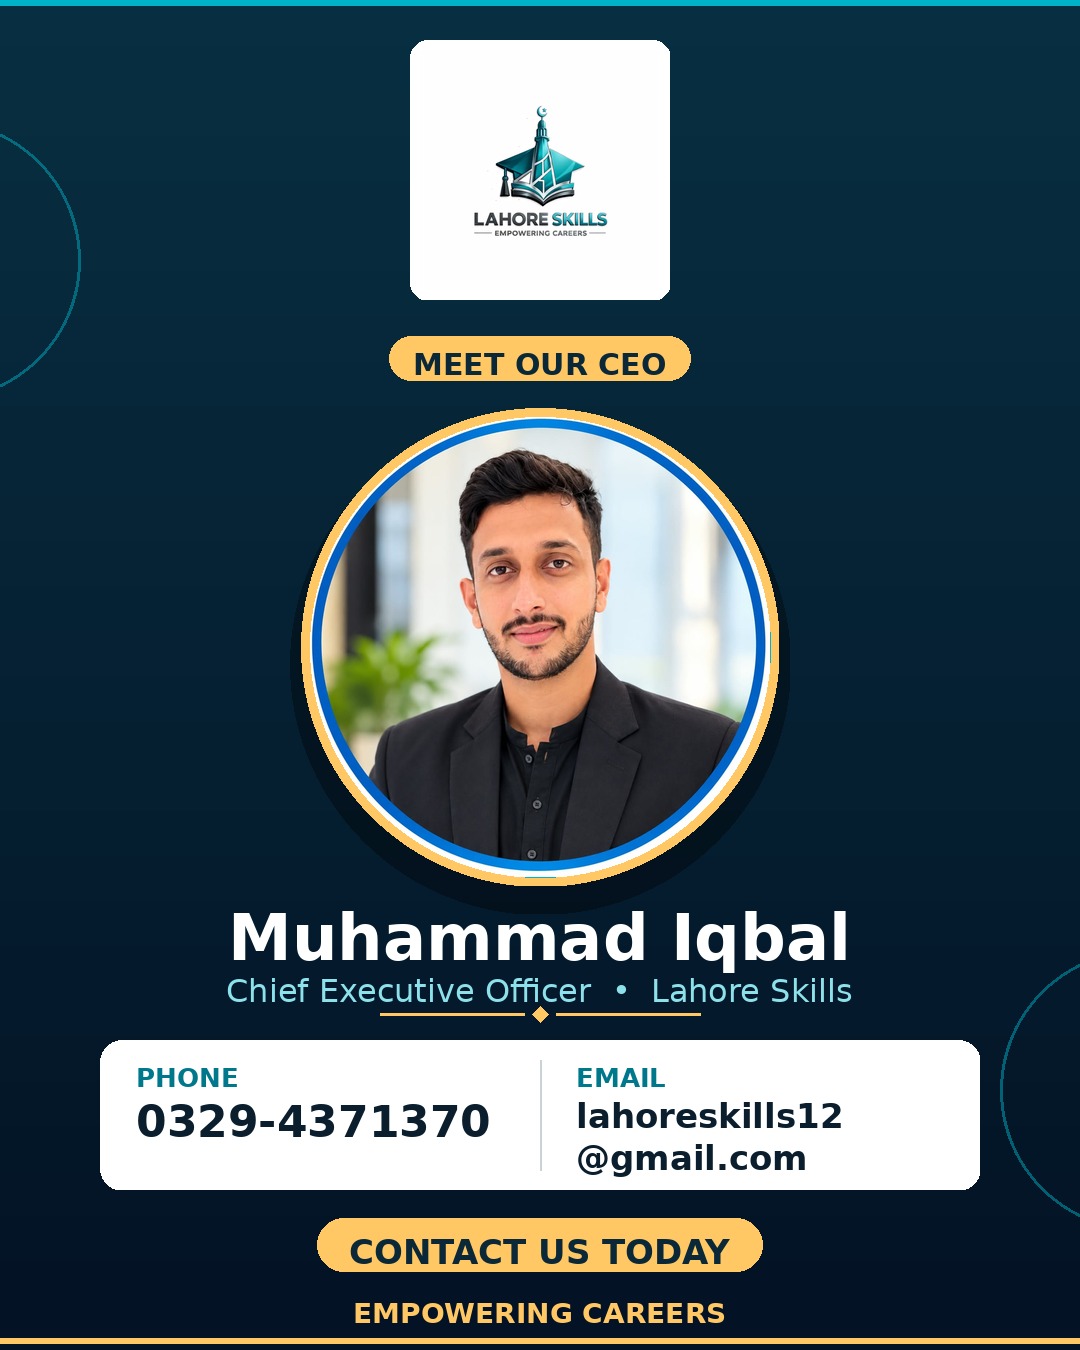 LAHORE SKILLS
EMPOWERING CAREERS
MEET OUR CEO
Muhammad Iqbal
Chief Executive Officer • Lahore Skills
PHONE
0329-4371370
EMAIL
lahoreskills12
@gmail.com
CONTACT US TODAY
EMPOWERING CAREERS